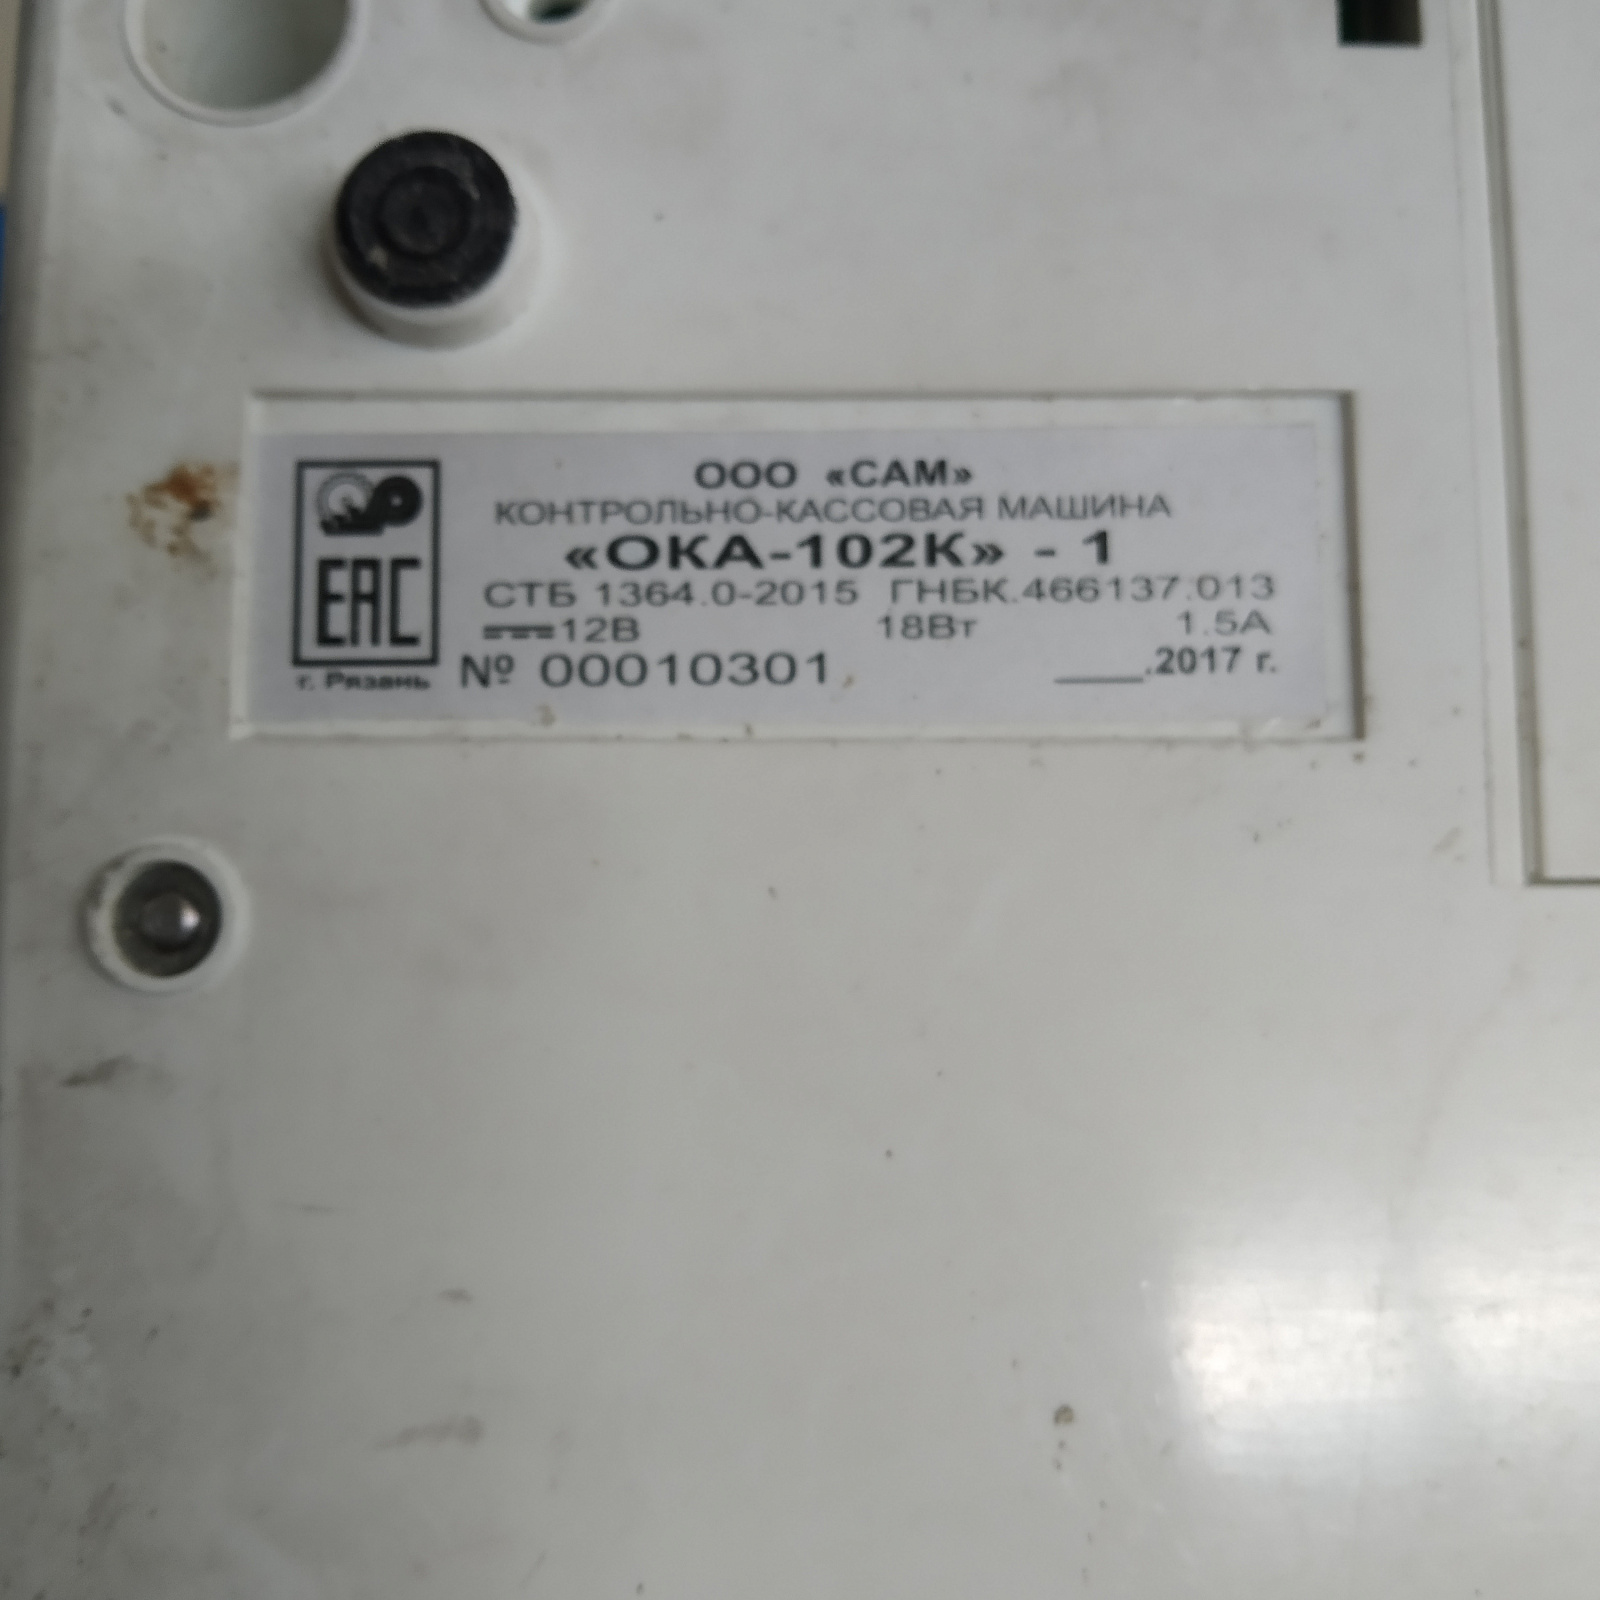 ООО «САМ»
КОНТРОЛЬНО-КАССОВАЯ МАШИНА
«ОКА-102К» - 1
СТБ 1364.0-2015 ГНБК.466137.013
12В 18Вт 1.5А
№ 00010301 ____.2017 г.
ЕАС
г. Рязань